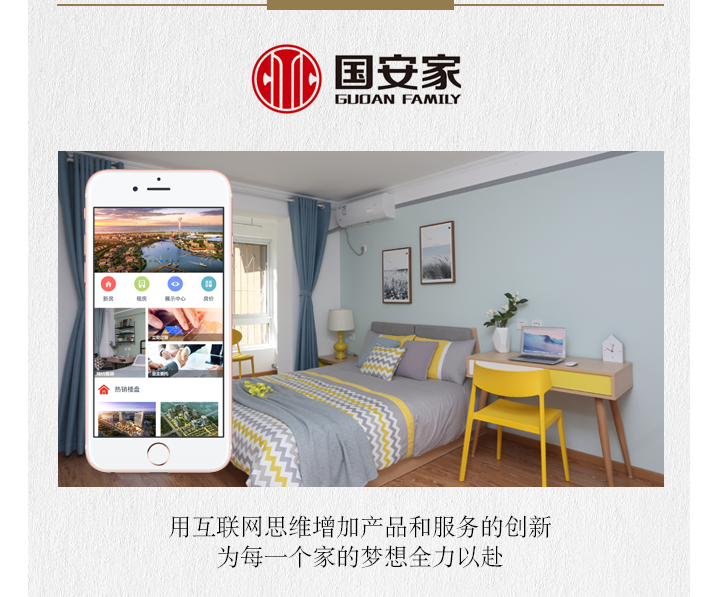 国安家
GUOAN FAMILY
新房
租房
展示中心
房价
热销楼盘
用互联网思维增加产品和服务的创新
为每一个家的梦想全力以赴